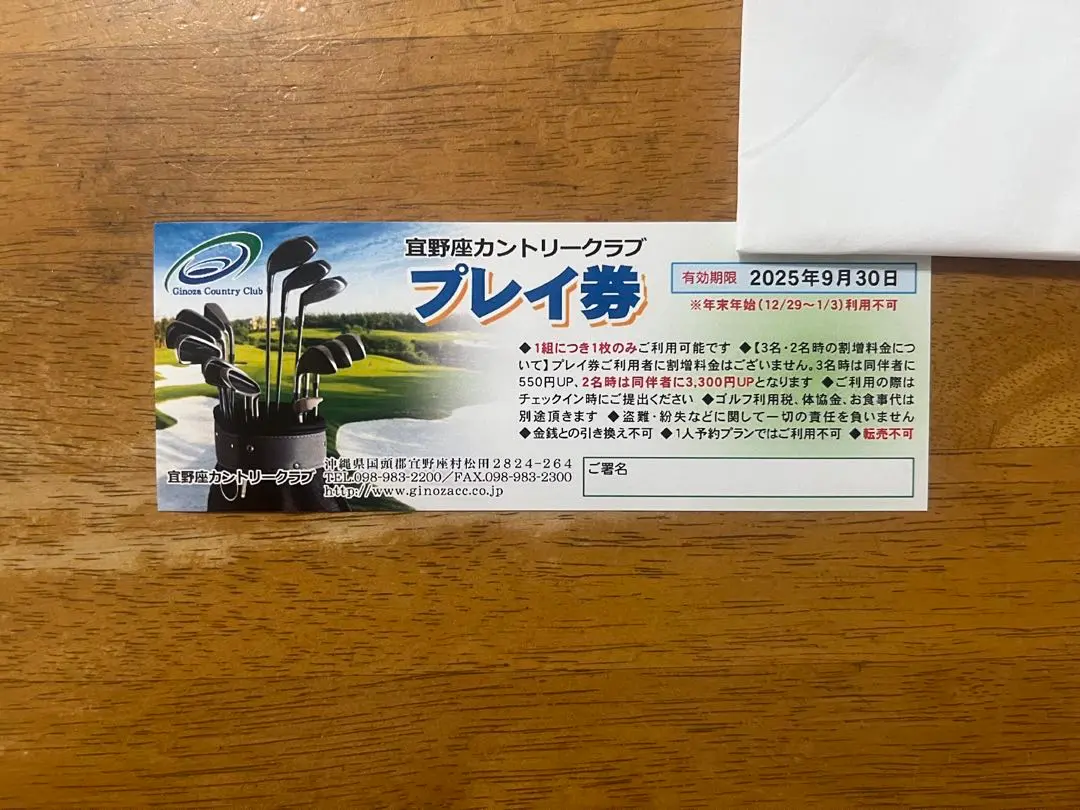 Ginoza Country Club
宜野座カントリークラブ
プレイ券
有効期限 2025年9月30日
※年末年始(12/29〜1/3)利用不可
◆1組につき1枚のみご利用可能です ◆【3名・2名時の割増料金につ
いて】プレイ券ご利用者に割増料金はございません。3名時は同伴者に
550円UP、2名時は同伴者に3,300円UPとなります ◆ご利用の際は
チェックイン時にご提出ください ◆ゴルフ利用税、体協金、お食事代は
別途頂きます ◆盗難・紛失などに関して一切の責任を負いません
◆金銭との引き換え不可 ◆1人予約プランではご利用不可 ◆転売不可
宜野座カントリークラブ
沖縄県国頭郡宜野座村松田2824-264
TEL.098-983-2200／FAX.098-983-2300
http://www.ginozacc.co.jp
ご署名